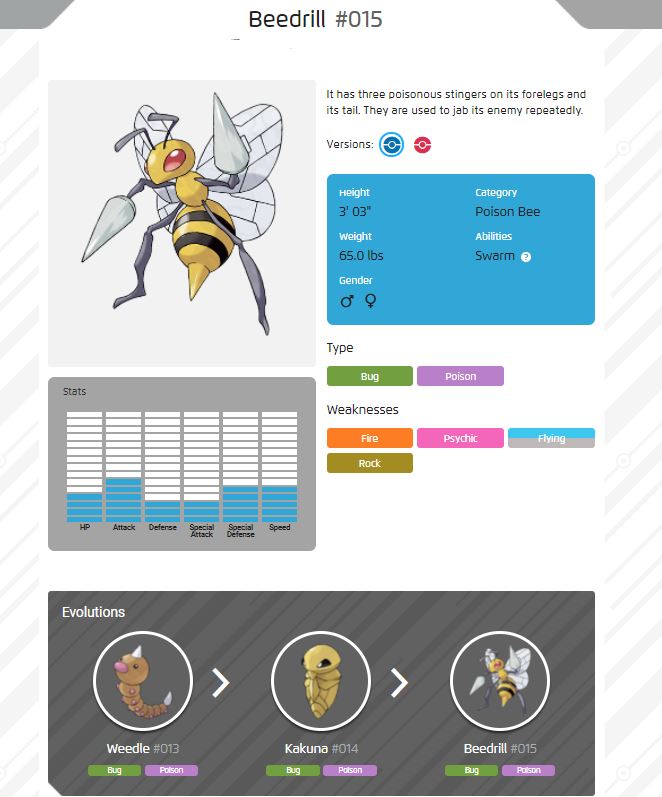 Beedrill #015
It has three poisonous stingers on its forelegs and
its tail. They are used to jab its enemy repeatedly.
Versions:
Height
3' 03"
Weight
65.0 lbs
Gender
Category
Poison Bee
Abilities
Swarm ?
Type
Bug
Poison
Weaknesses
Fire
Psychic
Flying
Rock
Stats
HP
Attack
Defense
Special
Attack
Special
Defense
Speed
Evolutions
Weedle #013
Bug
Poison
Kakuna #014
Bug
Poison
Beedrill #015
Bug
Poison